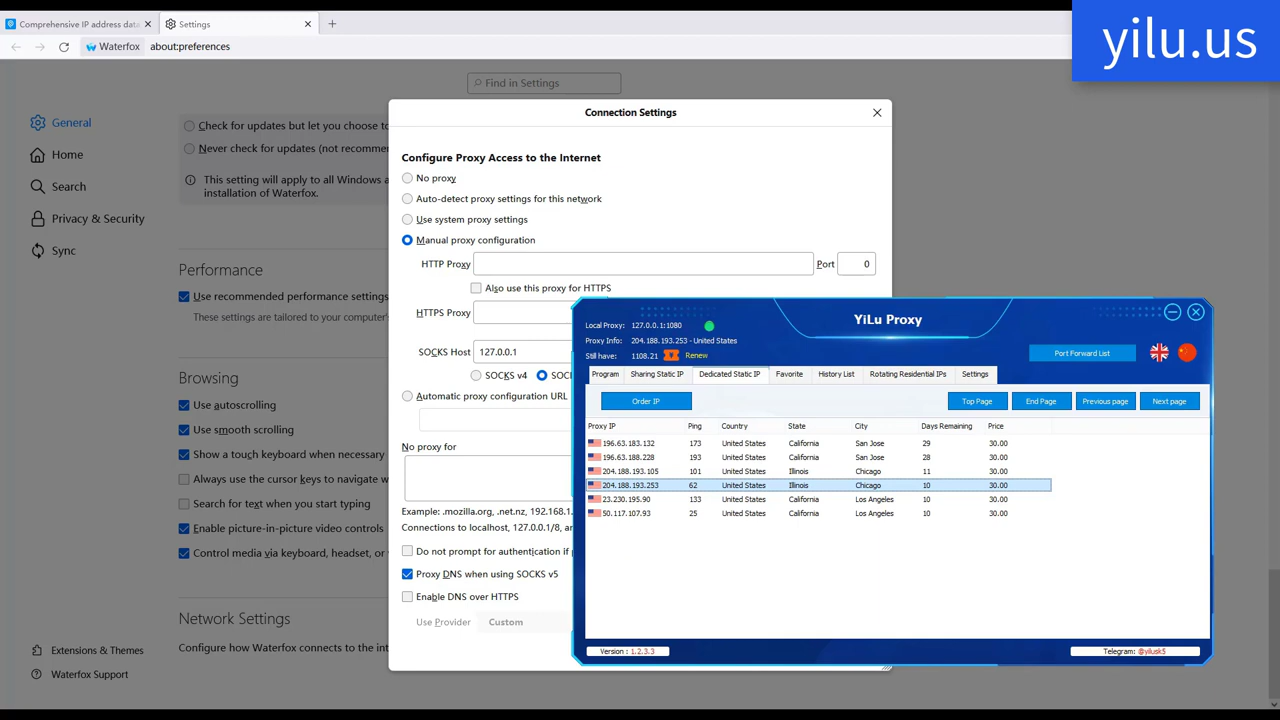 Comprehensive IP address data
Settings
yilu.us
Waterfox
about:preferences
Find in Settings
General
Home
Search
Privacy & Security
Sync
Extensions & Themes
Waterfox Support
Check for updates but let you choose to
Never check for updates (not recommen
This setting will apply to all Windows a
installation of Waterfox.
Performance
Use recommended performance settings
These settings are tailored to your computer's
Browsing
Use autoscrolling
Use smooth scrolling
Show a touch keyboard when necessary
Always use the cursor keys to navigate w
Search for text when you start typing
Enable picture-in-picture video controls
Control media via keyboard, headset, or v
Network Settings
Configure how Waterfox connects to the int
Connection Settings
Configure Proxy Access to the Internet
No proxy
Auto-detect proxy settings for this network
Use system proxy settings
Manual proxy configuration
HTTP Proxy Port 0
Also use this proxy for HTTPS
HTTPS Proxy
SOCKS Host 127.0.0.1
SOCKS v4 SOC
Automatic proxy configuration URL
No proxy for
Example: .mozilla.org, .net.nz, 192.168.1.
Connections to localhost, 127.0.0.1/8, an
Do not prompt for authentication if p
Proxy DNS when using SOCKS v5
Enable DNS over HTTPS
Use Provider Custom
YiLu Proxy
Local Proxy: 127.0.0.1:1080
Proxy Info: 204.188.193.253 - United States
Still have: 1108.21 Renew
Port Forward List
Program Sharing Static IP Dedicated Static IP Favorite History List Rotating Residential IPs Settings
Order IP Top Page End Page Previous page Next page
Proxy IP Ping Country State City Days Remaining Price
196.63.183.132 173 United States California San Jose 29 30.00
196.63.188.228 193 United States California San Jose 28 30.00
204.188.193.105 101 United States Illinois Chicago 11 30.00
204.188.193.253 62 United States Illinois Chicago 10 30.00
23.230.195.90 133 United States California Los Angeles 10 30.00
50.117.107.93 25 United States California Los Angeles 10 30.00
Version : 1.2.3.3
Telegram: @yilusk5